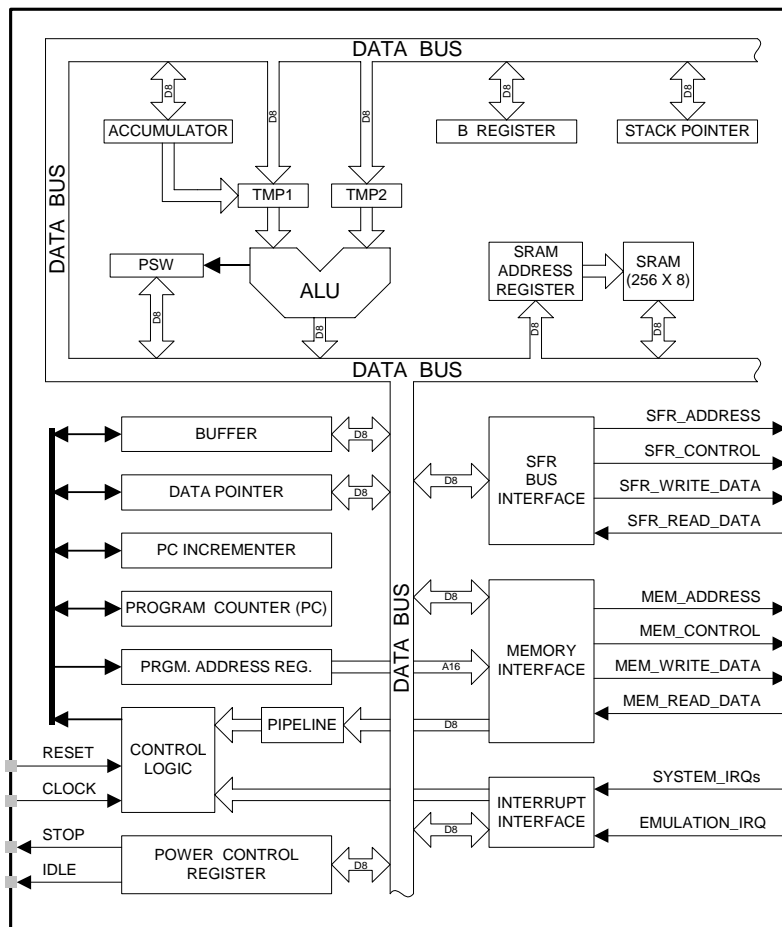 DATA BUS
D8
D8
D8
D8
D8
ACCUMULATOR
B REGISTER
STACK POINTER
TMP1
TMP2
DATA BUS
PSW
ALU
SRAM
ADDRESS
REGISTER
SRAM
(256 X 8)
D8
D8
D8
D8
DATA BUS
BUFFER
D8
DATA POINTER
D8
PC INCREMENTER
PROGRAM COUNTER (PC)
PRGM. ADDRESS REG.
A16
PIPELINE
D8
CONTROL
LOGIC
RESET
CLOCK
STOP
IDLE
POWER CONTROL
REGISTER
D8
DATA BUS
D8
SFR
BUS
INTERFACE
SFR_ADDRESS
SFR_CONTROL
SFR_WRITE_DATA
SFR_READ_DATA
D8
MEMORY
INTERFACE
MEM_ADDRESS
MEM_CONTROL
MEM_WRITE_DATA
MEM_READ_DATA
D8
INTERRUPT
INTERFACE
SYSTEM_IRQs
EMULATION_IRQ